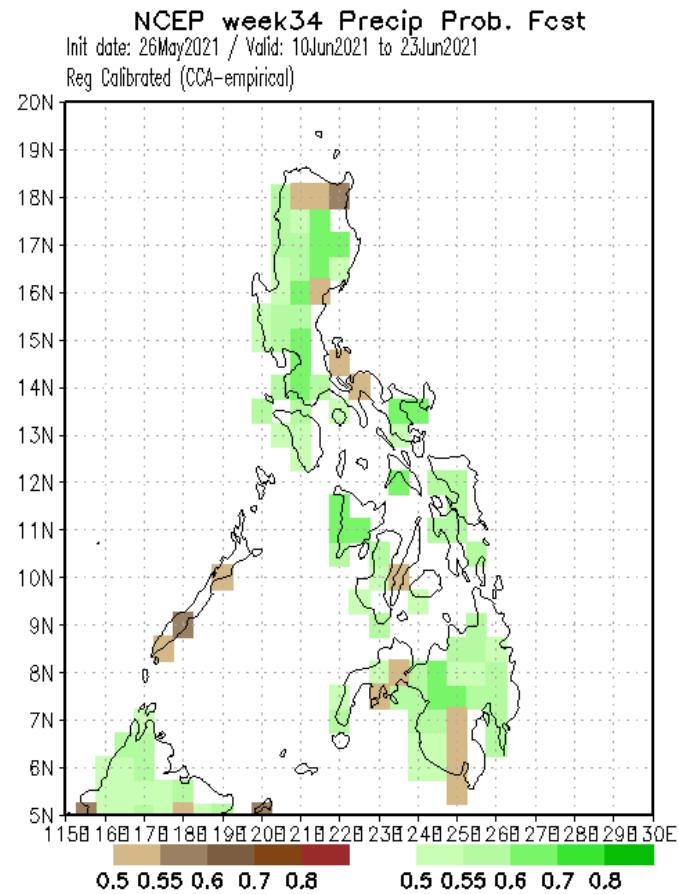 NCEP week34 Precip Prob. Fcst
Init date: 26May2021 / Valid: 10Jun2021 to 23Jun2021
Reg Calibrated (CCA-empirical)
20N
19N
18N
17N
16N
15N
14N
13N
12N
11N
10N
9N
8N
7N
6N
5N
115E 116E 117E 118E 119E 120E 121E 122E 123E 124E 125E 126E 127E 128E 129E 130E
0.5 0.55 0.6 0.7 0.8 0.5 0.55 0.6 0.7 0.8